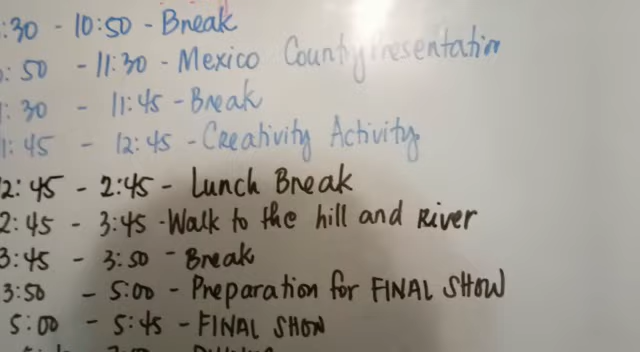 :30 - 10:50 - Break
:50 - 11:30 - Mexico County Presentation
:30 - 11:45 - Break
1:45 - 12:45 - Creativity Activity
2:45 - 2:45 - Lunch Break
2:45 - 3:45 - Walk to the hill and River
3:45 - 3:50 - Break
3:50 - 5:00 - Preparation for FINAL SHOW
5:00 - 5:45 - FINAL SHOW